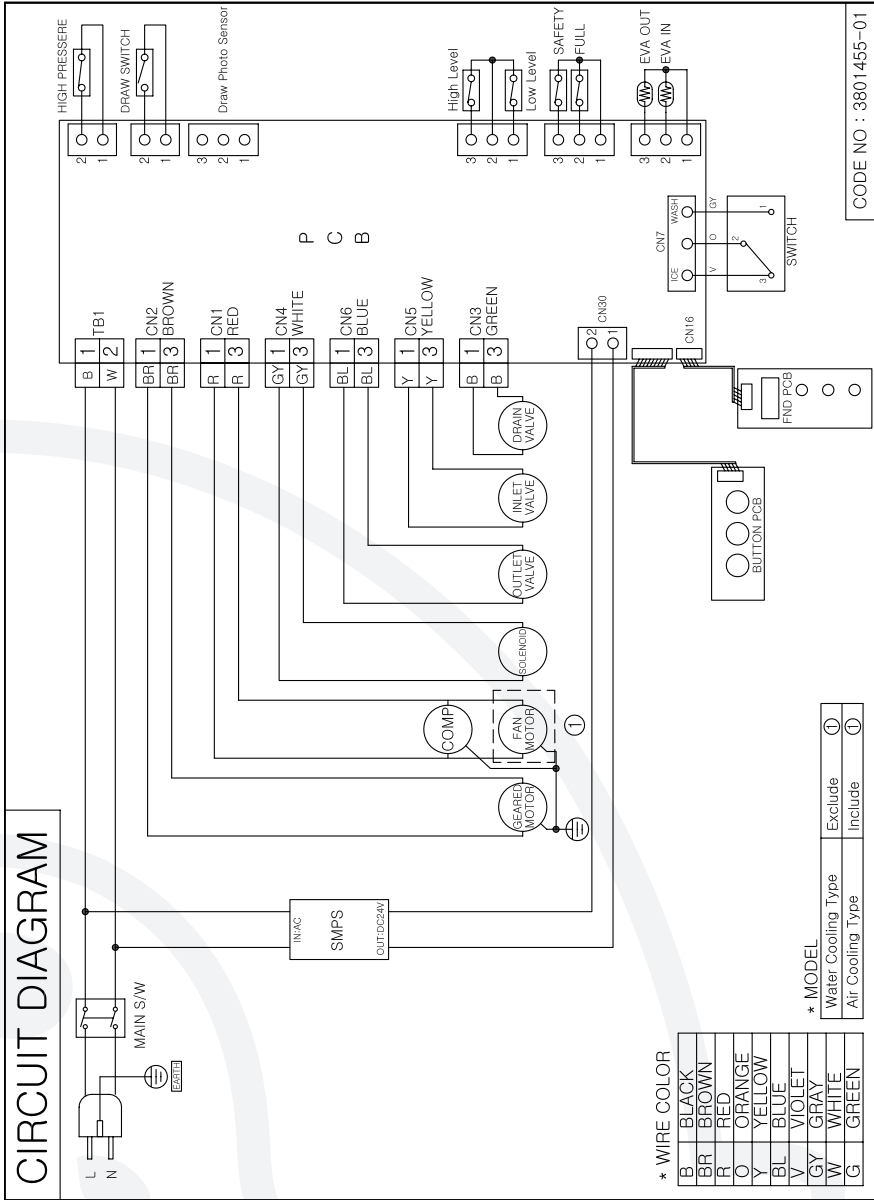 CIRCUIT DIAGRAM
L
N
EARTH
MAIN S/W
IN:AC
SMPS
OUT:DC24V
GEARED
MOTOR
COMP
FAN
MOTOR
①
SOLENOID
OUTLET
VALVE
INLET
VALVE
DRAIN
VALVE
B 1 TB1
W 2
BR 1 CN2
BR 3 BROWN
R 1 CN1
R 3 RED
GY 1 CN4
GY 3 WHITE
BL 1 CN6
BL 3 BLUE
Y 1 CN5
Y 3 YELLOW
B 1 CN3
B 3 GREEN
2
1
CN30
CN16
P C B
HIGH PRESSERE
2
1
DRAW SWITCH
2
1
Draw Photo Sensor
3
2
1
High Level
Low Level
3
2
1
SAFETY
FULL
3
2
1
EVA OUT
EVA IN
3
2
1
CN7
ICE
WASH
V
O
GY
3
2
1
SWITCH
BUTTON PCB
FND PCB
* WIRE COLOR
B BLACK
BR BROWN
R RED
O ORANGE
Y YELLOW
BL BLUE
V VIOLET
GY GRAY
W WHITE
G GREEN
* MODEL
Water Cooling Type Exclude ①
Air Cooling Type Include ①
CODE NO : 3801455-01